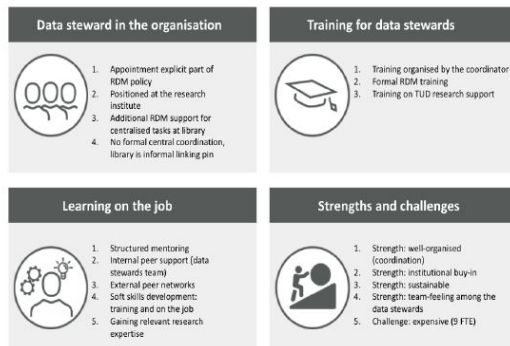 Data steward in the organisation
1. Appointment explicit part of
RDM policy
2. Positioned at the research
institute
3. Additional RDM support for
centralised tasks at library
4. No formal central coordination,
library is informal linking pin
Training for data stewards
1. Training organised by the coordinator
2. Formal RDM training
3. Training on TUD research support
Learning on the job
1. Structured mentoring
2. Internal peer support (data
stewards team)
3. External peer networks
4. Soft skills development:
training and on the job
5. Gaining relevant research
expertise
Strengths and challenges
1. Strength: well-organised
(coordination)
2. Strength: institutional buy-in
3. Strength: sustainable
4. Strength: team-feeling among the
data stewards
5. Challenge: expensive (9 FTE)